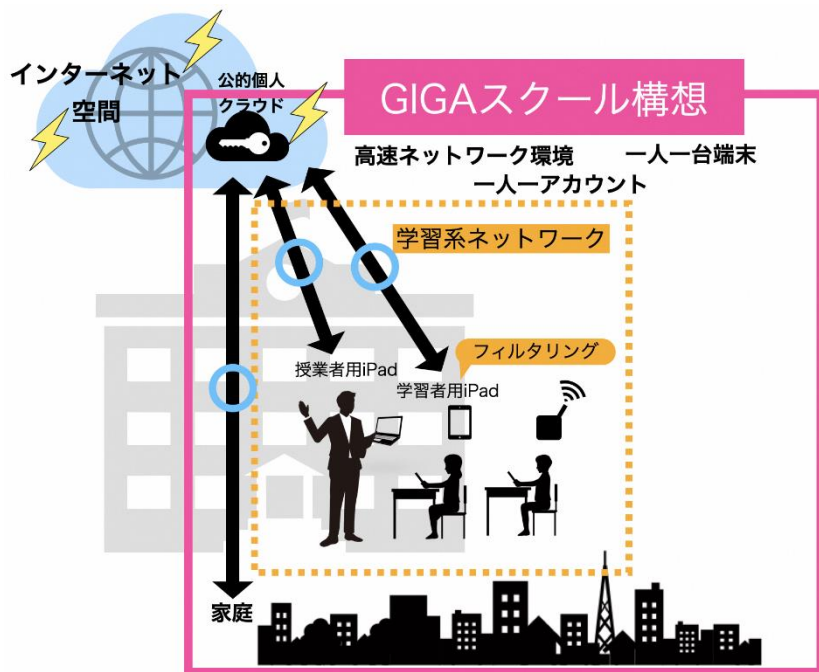 インターネット
空間
公的個人
クラウド
GIGAスクール構想
高速ネットワーク環境
一人一台端末
一人一アカウント
学習系ネットワーク
フィルタリング
授業者用iPad
学習者用iPad
家庭